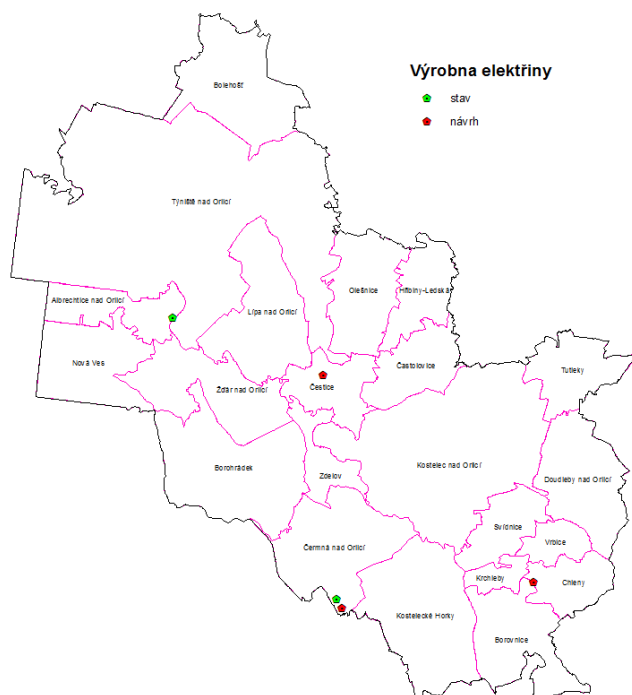 Bolehošť
Výrobna elektřiny
stav
návrh
Týniště nad Orlicí
Olešnice
Hřibiny-Ledská
Albrechtice nad Orlicí
Lípa nad Orlicí
Nová Ves
Častolovice
Tutleky
Žďár nad Orlicí
Čestice
Borohrádek
Zdelov
Kostelec nad Orlicí
Doudleby nad Orlicí
Svídnice
Vrbice
Čermná nad Orlicí
Krchleby
Chleny
Kostelecké Horky
Borovnice